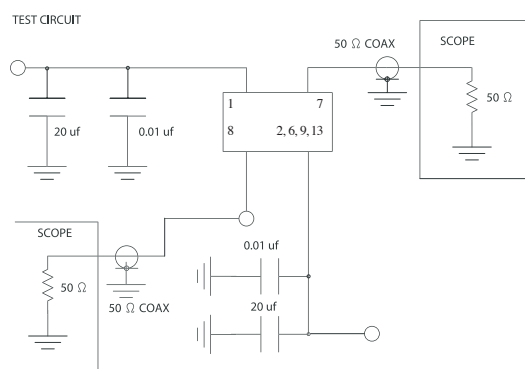 TEST CIRCUIT
50 Ω COAX
SCOPE
50 Ω
1 7
8 2, 6, 9, 13
20 uf
0.01 uf
SCOPE
50 Ω
50 Ω COAX
0.01 uf
20 uf